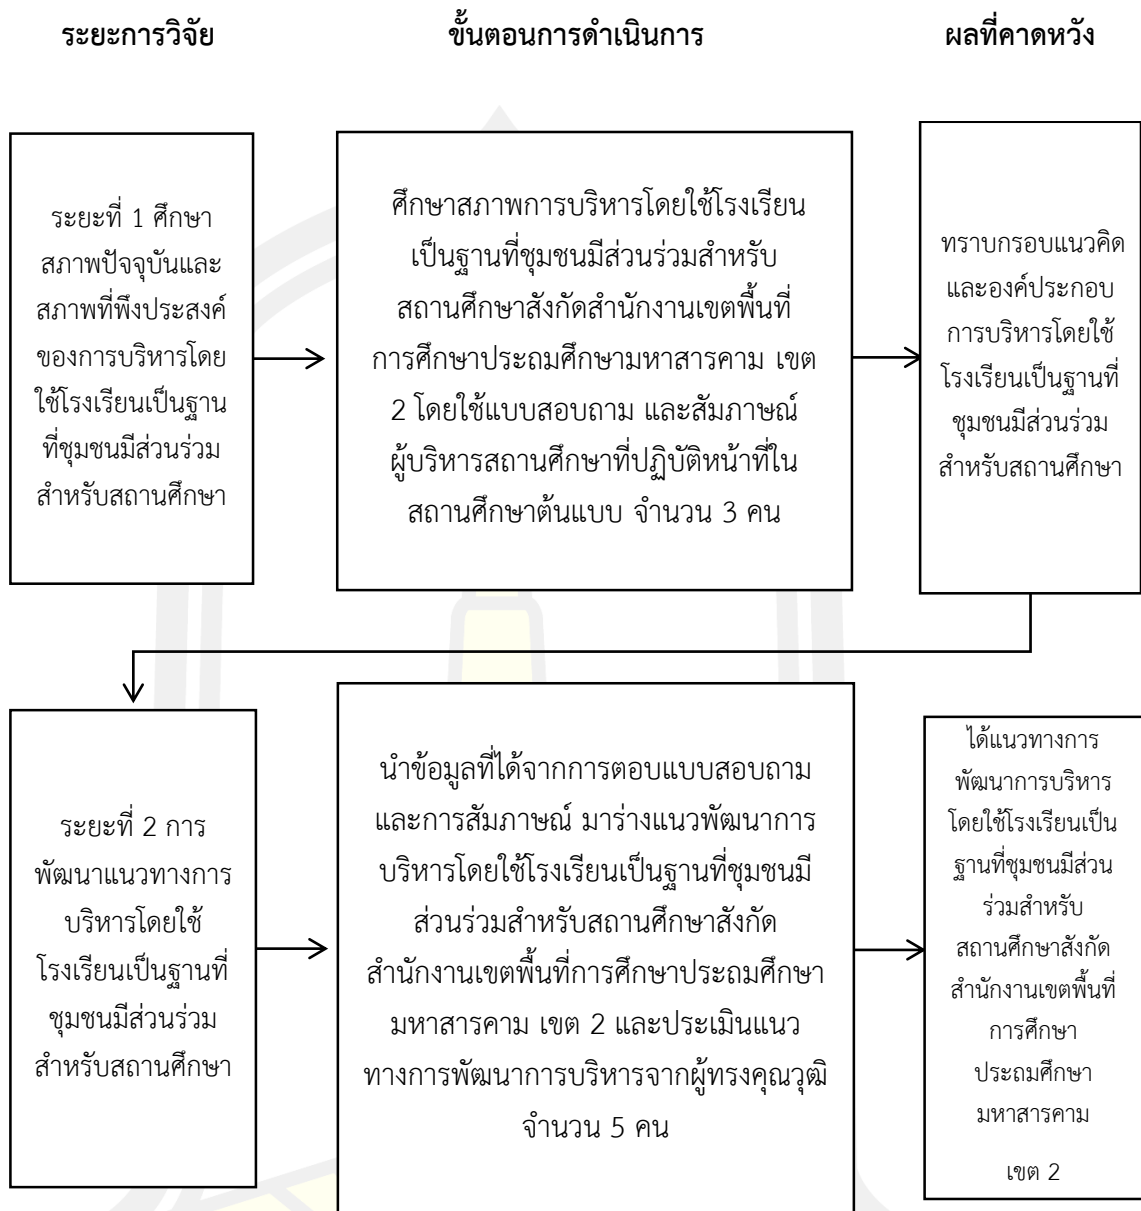 ระยะการวิจัย
ขั้นตอนการดำเนินการ
ผลที่คาดหวัง
ระยะที่ 1 ศึกษา
สภาพปัจจุบันและ
สภาพที่พึงประสงค์
ของการบริหารโดย
ใช้โรงเรียนเป็นฐาน
ที่ชุมชนมีส่วนร่วม
สำหรับสถานศึกษา
ศึกษาสภาพการบริหารโดยใช้โรงเรียน
เป็นฐานที่ชุมชนมีส่วนร่วมสำหรับ
สถานศึกษาสังกัดสำนักงานเขตพื้นที่
การศึกษาประถมศึกษามหาสารคาม เขต
2 โดยใช้แบบสอบถาม และสัมภาษณ์
ผู้บริหารสถานศึกษาที่ปฏิบัติหน้าที่ใน
สถานศึกษาต้นแบบ จำนวน 3 คน
ทราบกรอบแนวคิด
และองค์ประกอบ
การบริหารโดยใช้
โรงเรียนเป็นฐานที่
ชุมชนมีส่วนร่วม
สำหรับสถานศึกษา
ระยะที่ 2 การ
พัฒนาแนวทางการ
บริหารโดยใช้
โรงเรียนเป็นฐานที่
ชุมชนมีส่วนร่วม
สำหรับสถานศึกษา
นำข้อมูลที่ได้จากการตอบแบบสอบถาม
และการสัมภาษณ์ มาร่างแนวพัฒนาการ
บริหารโดยใช้โรงเรียนเป็นฐานที่ชุมชนมี
ส่วนร่วมสำหรับสถานศึกษาสังกัด
สำนักงานเขตพื้นที่การศึกษาประถมศึกษา
มหาสารคาม เขต 2 และประเมินแนว
ทางการพัฒนาการบริหารจากผู้ทรงคุณวุฒิ
จำนวน 5 คน
ได้แนวทางการ
พัฒนาการบริหาร
โดยใช้โรงเรียนเป็น
ฐานที่ชุมชนมีส่วน
ร่วมสำหรับ
สถานศึกษาสังกัด
สำนักงานเขตพื้นที่
การศึกษา
ประถมศึกษา
มหาสารคาม
เขต 2